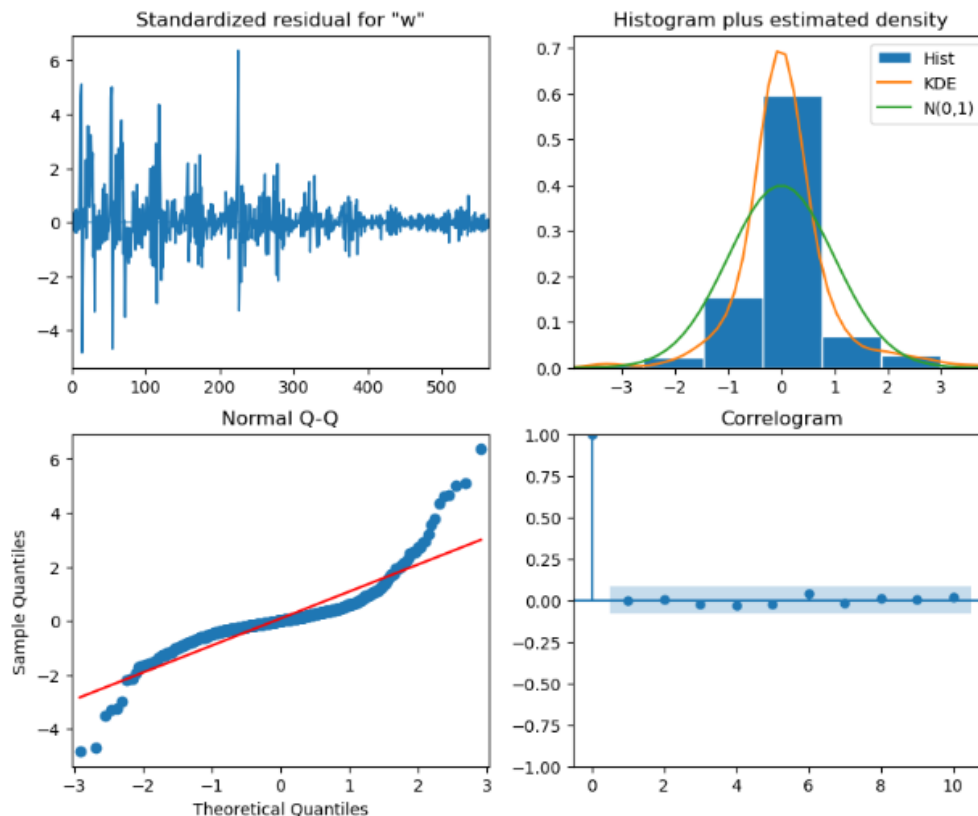 Standardized residual for "w"
6
4
2
0
−2
−4
0 100 200 300 400 500
Histogram plus estimated density
Hist
KDE
N(0,1)
0.7
0.6
0.5
0.4
0.3
0.2
0.1
0.0
−3 −2 −1 0 1 2 3
Normal Q-Q
Sample Quantiles
6
4
2
0
−2
−4
−3 −2 −1 0 1 2 3
Theoretical Quantiles
Correlogram
1.00
0.75
0.50
0.25
0.00
−0.25
−0.50
−0.75
−1.00
0 2 4 6 8 10